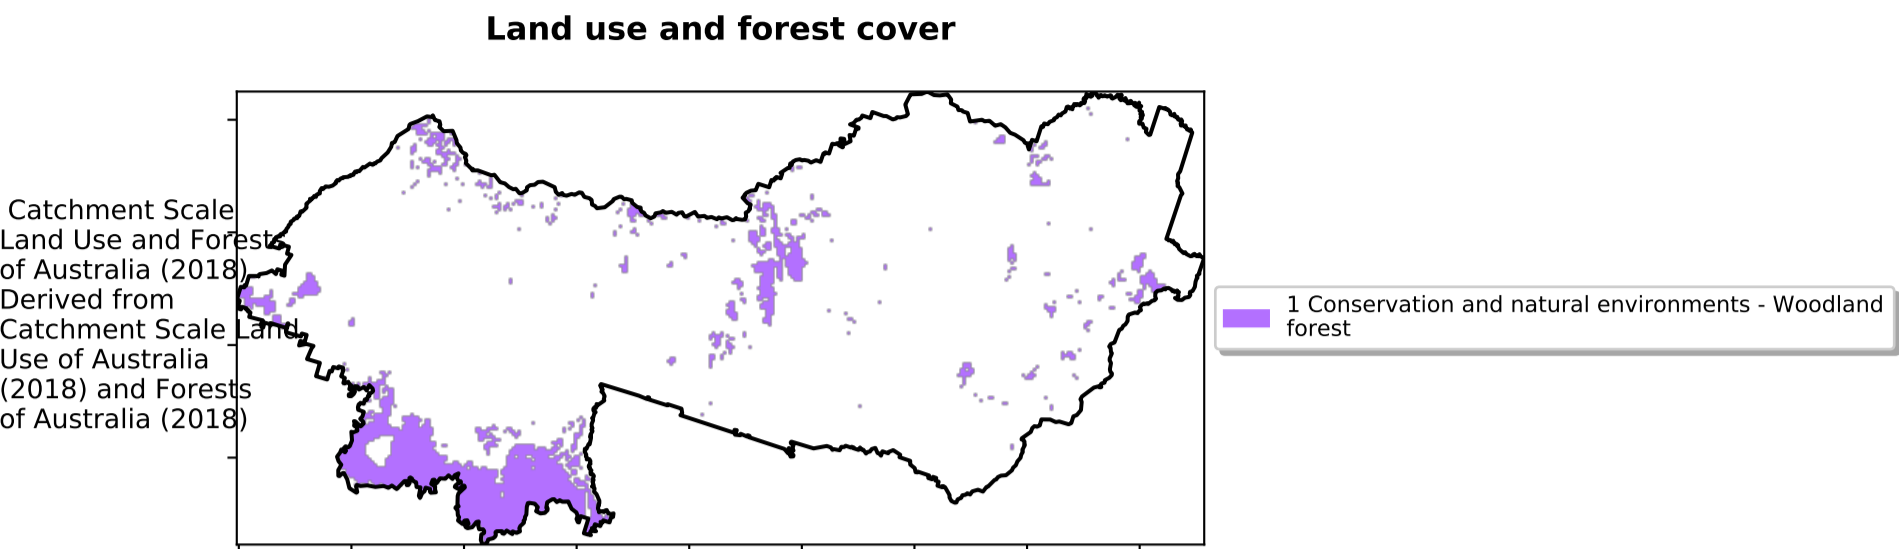 Land use and forest cover
Catchment Scale
Land Use and Forests
of Australia (2018)
Derived from
Catchment Scale Land
Use of Australia
(2018) and Forests
of Australia (2018)
1 Conservation and natural environments - Woodland
forest